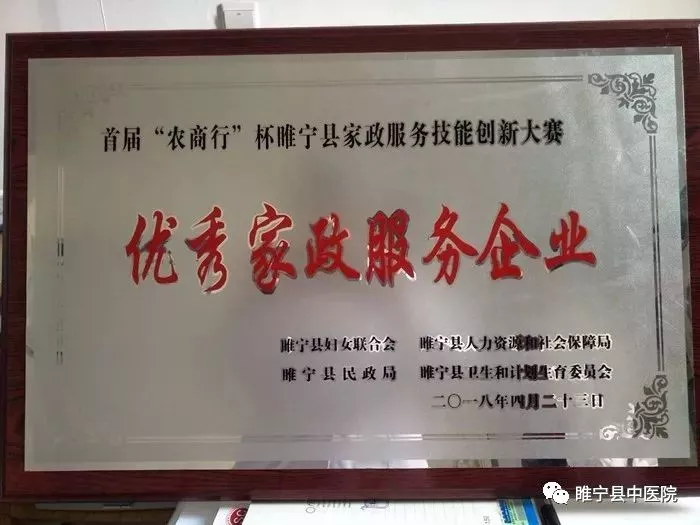 首届“农商行”杯睢宁县家政服务技能创新大赛
优秀家政服务企业
睢宁县妇女联合会 睢宁县人力资源和社会保障局
睢宁县民政局 睢宁县卫生和计划生育委员会
二〇一八年四月二十三日
睢宁县中医院